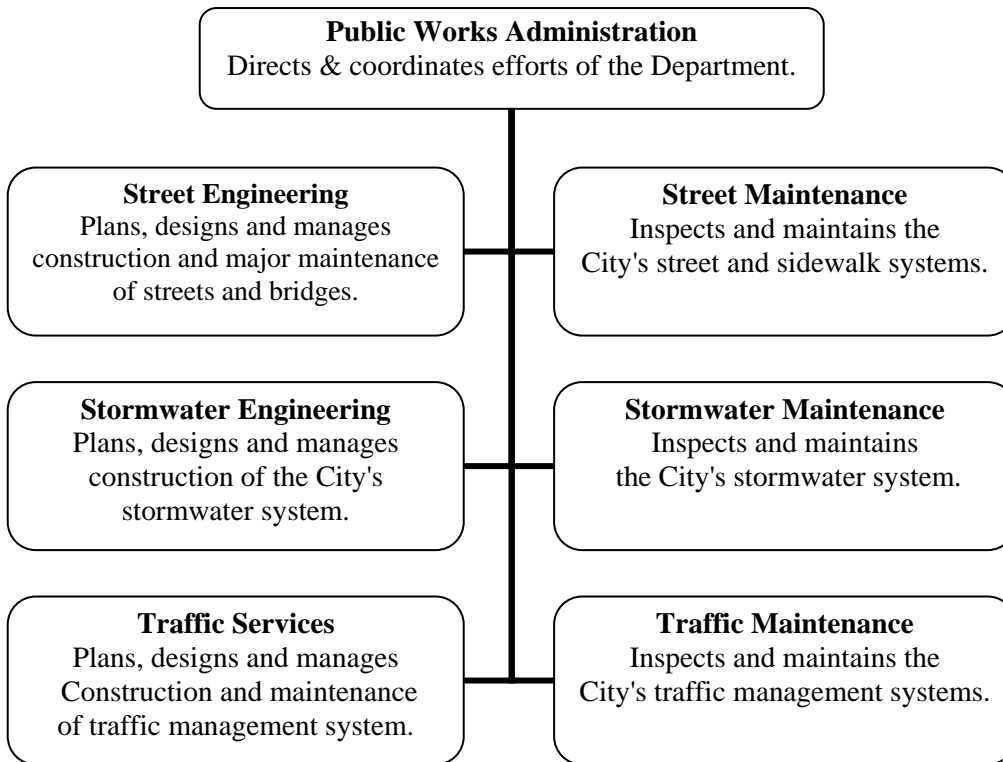 Public Works Administration
Directs & coordinates efforts of the Department.
Street Engineering
Plans, designs and manages
construction and major maintenance
of streets and bridges.
Street Maintenance
Inspects and maintains the
City's street and sidewalk systems.
Stormwater Engineering
Plans, designs and manages
construction of the City's
stormwater system.
Stormwater Maintenance
Inspects and maintains
the City's stormwater system.
Traffic Services
Plans, designs and manages
Construction and maintenance
of traffic management system.
Traffic Maintenance
Inspects and maintains the
City's traffic management systems.